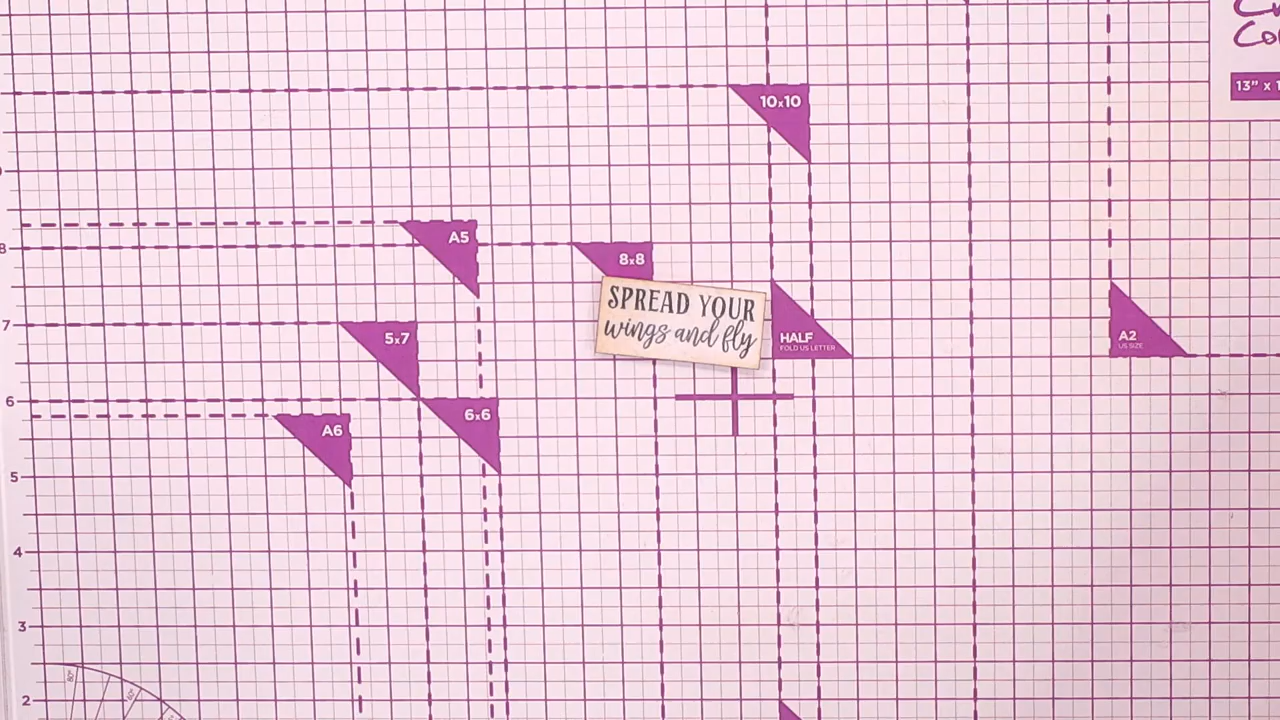 10x10
13" x 1
A5
8
8x8
SPREAD YOUR
wings and fly
7
5x7
HALF
FOLD US LETTER
A2
US SIZE
6
6x6
A6
5
4
3
2